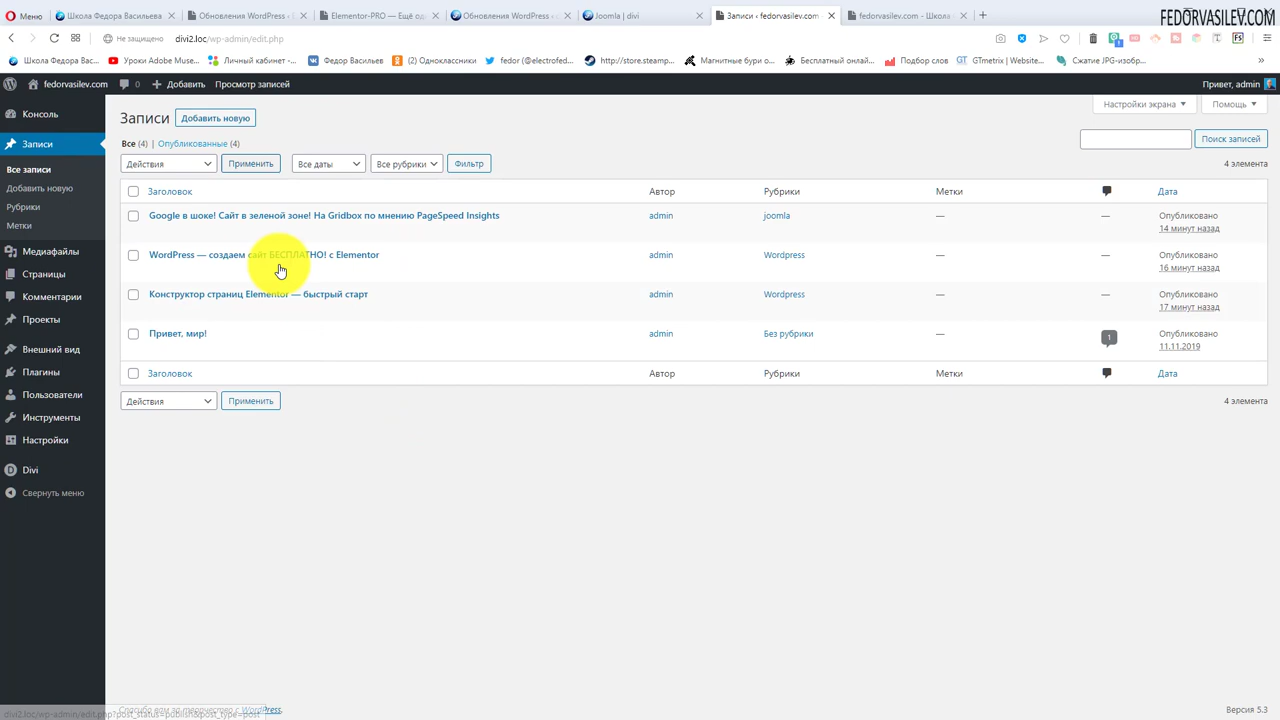 Меню
Школа Федора Васильева
Обновления WordPress ‹
Elementor-PRO — Ещё од
Обновления WordPress ‹
Joomla | divi
Записи ‹ fedorvasilev.com
fedorvasilev.com - Школа
FEDORVASILEV.COM
Не защищено
divi2.loc/wp-admin/edit.php
Школа Федора Вас...
Уроки Adobe Muse...
Личный кабинет -...
Федор Васильев
(2) Одноклассники
fedor (@electrofed...
http://store.steamp...
Магнитные бури о...
Бесплатный онлай...
Подбор слов
GTmetrix | Website...
Сжатие JPG-изобр...
fedorvasilev.com
0
Добавить
Просмотр записей
Привет, admin
Консоль
Записи
Все записи
Добавить новую
Рубрики
Метки
Медиафайлы
Страницы
Комментарии
Проекты
Внешний вид
Плагины
Пользователи
Инструменты
Настройки
Divi
Свернуть меню
Настройки экрана
Помощь
Записи
Добавить новую
Все (4) | Опубликованные (4)
Поиск записей
Действия
Применить
Все даты
Все рубрики
Фильтр
4 элемента
Заголовок Автор Рубрики Метки Дата
Google в шоке! Сайт в зеленой зоне! На Gridbox по мнению PageSpeed Insights admin joomla — — Опубликовано
14 минут назад
WordPress — создаем сайт БЕСПЛАТНО! с Elementor admin Wordpress — — Опубликовано
16 минут назад
Конструктор страниц Elementor — быстрый старт admin Wordpress — — Опубликовано
17 минут назад
Привет, мир! admin Без рубрики — 1 Опубликовано
11.11.2019
Заголовок Автор Рубрики Метки Дата
Действия
Применить
4 элемента
Спасибо вам за творчество с WordPress.
divi2.loc/wp-admin/edit.php?post_status=publish&post_type=post
Версия 5.3